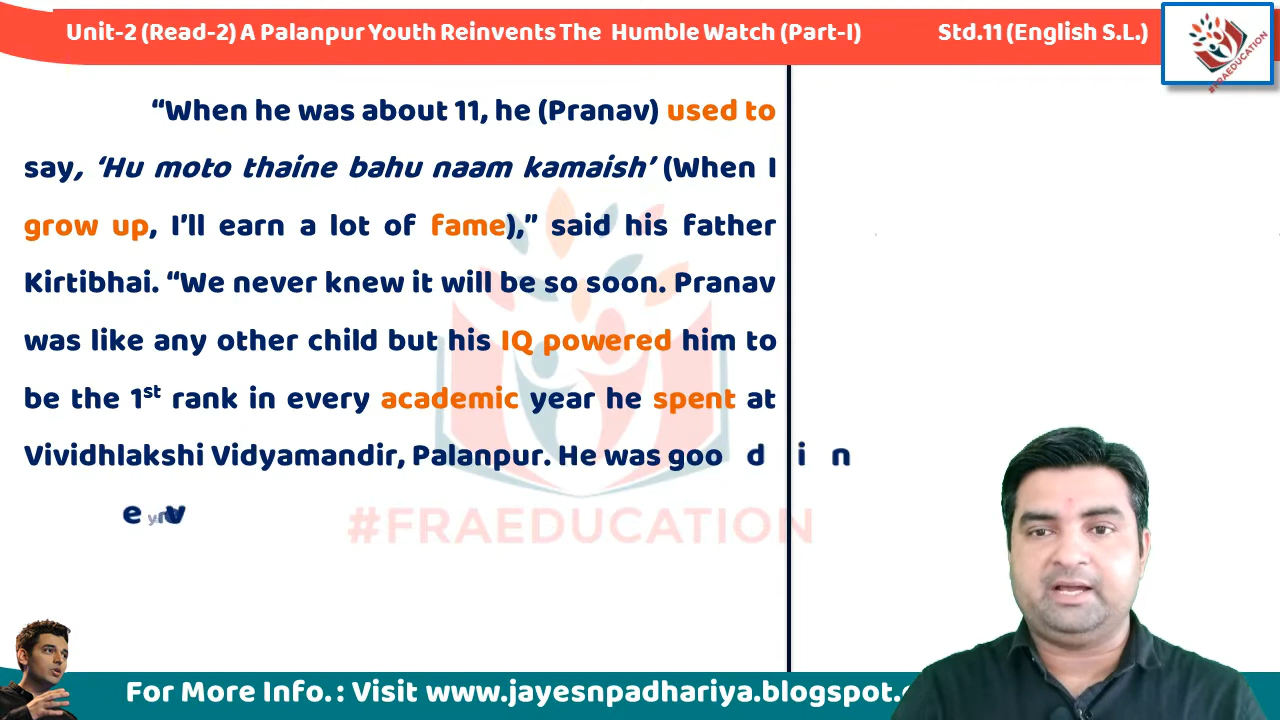 Unit-2 (Read-2) A Palanpur Youth Reinvents The Humble Watch (Part-I) Std.11 (English S.L.)
#FRAEDUCATION
“When he was about 11, he (Pranav) used to
say, ‘Hu moto thaine bahu naam kamaish’ (When I
grow up, I’ll earn a lot of fame),” said his father
Kirtibhai. “We never knew it will be so soon. Pranav
was like any other child but his IQ powered him to
be the 1st rank in every academic year he spent at
Vividhlakshi Vidyamandir, Palanpur. He was good in
#FRAEDUCATION
For More Info. : Visit www.jayesnpadhariya.blogspot.